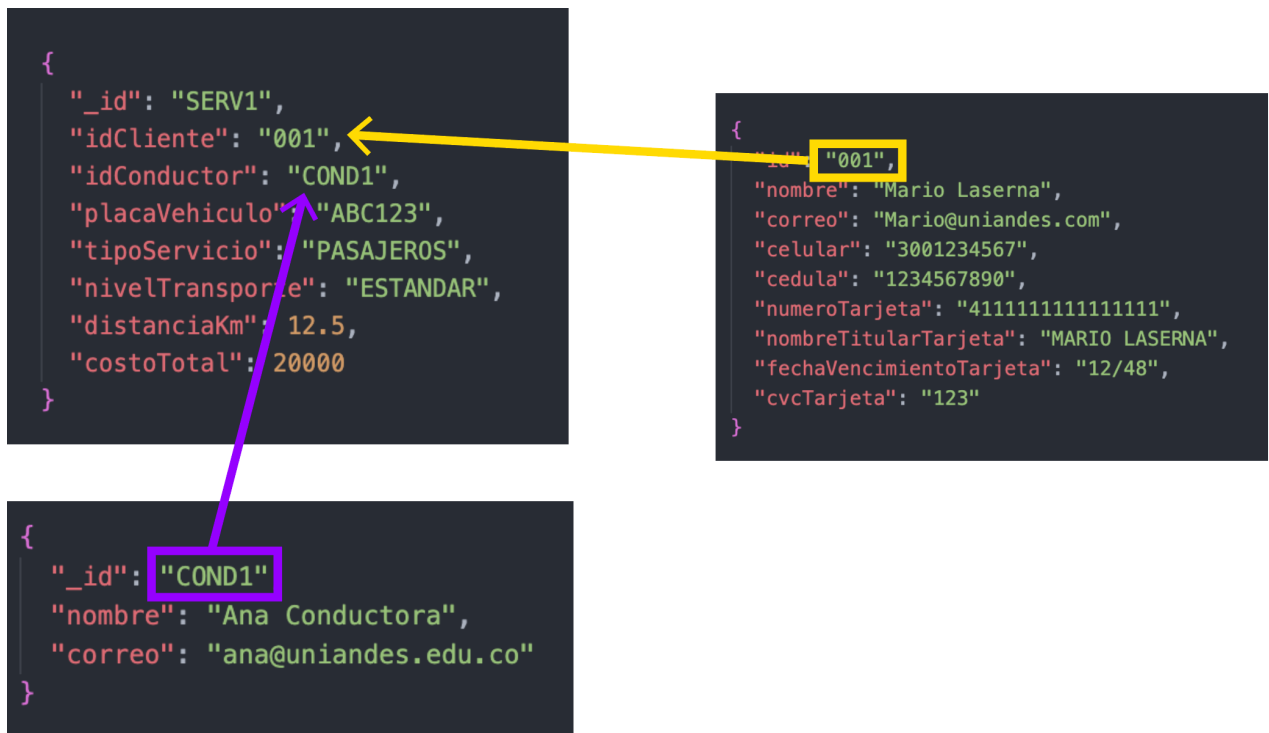 {
"_id": "SERV1",
"idCliente": "001",
"idConductor": "COND1",
"placaVehiculo": "ABC123",
"tipoServicio": "PASAJEROS",
"nivelTransporte": "ESTANDAR",
"distanciaKm": 12.5,
"costoTotal": 20000
}
{
"id": "001",
"nombre": "Mario Laserna",
"correo": "Mario@uniandes.com",
"celular": "3001234567",
"cedula": "1234567890",
"numeroTarjeta": "4111111111111111",
"nombreTitularTarjeta": "MARIO LASERNA",
"fechaVencimientoTarjeta": "12/48",
"cvcTarjeta": "123"
}
{
"_id": "COND1"
"nombre": "Ana Conductora",
"correo": "ana@uniandes.edu.co"
}